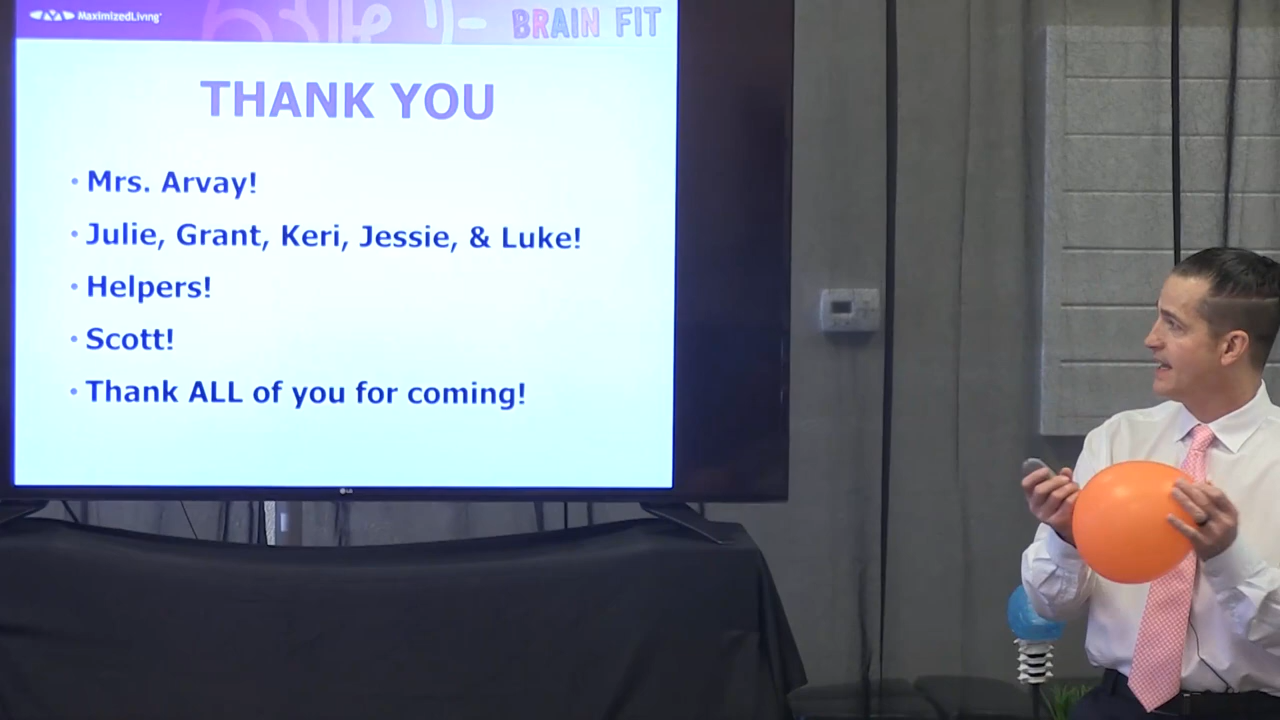 MaximizedLiving
BRAIN FIT
THANK YOU
• Mrs. Arvay!
• Julie, Grant, Keri, Jessie, & Luke!
• Helpers!
• Scott!
• Thank ALL of you for coming!
LG